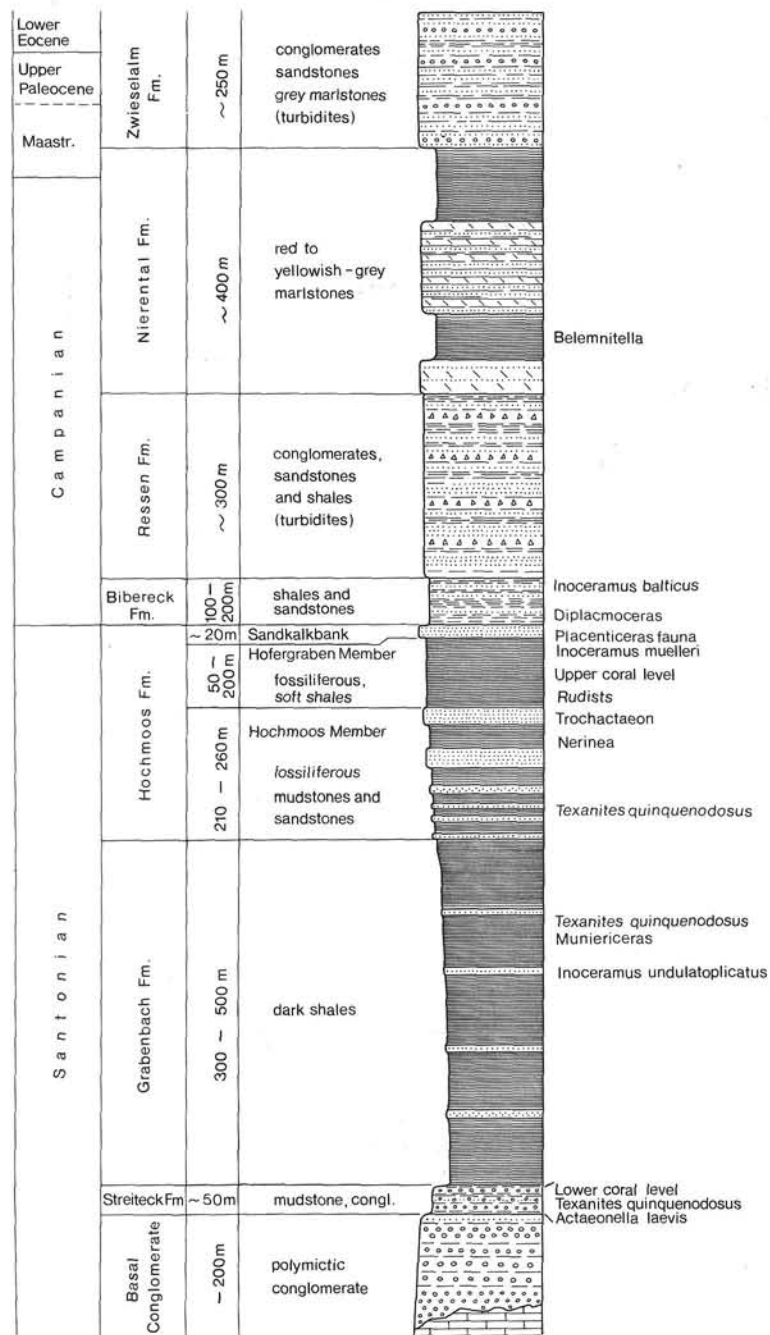 Lower
Eocene
Upper
Paleocene
Maastr.
Campanian
Santonian
Zwieselalm
Fm.
~ 250 m
conglomerates
sandstones
grey marlstones
(turbidites)
Nierental Fm.
~ 400 m
red to
yellowish - grey
marlstones
Belemnitella
Ressen Fm.
~ 300 m
conglomerates,
sandstones
and shales
(turbidites)
Bibereck
Fm.
100 –
200m
shales and
sandstones
Inoceramus balticus
Diplacmoceras
Hochmoos Fm.
~ 20m
Sandkalkbank
Placenticeras fauna
Inoceramus muelleri
50 –
200 m
Hofergraben Member
fossiliferous,
soft shales
Upper coral level
Rudists
Trochactaeon
210 – 260m
Hochmoos Member
lossiliferous
mudstones and
sandstones
Nerinea
Texanites quinquenodosus
Grabenbach Fm.
300 – 500 m
dark shales
Texanites quinquenodosus
Muniericeras
Inoceramus undulatoplicatus
Streiteck Fm
~ 50m
mudstone, congl.
Lower coral level
Texanites quinquenodosus
Actaeonella laevis
Basal
Conglomerate
~ 200m
polymictic
conglomerate